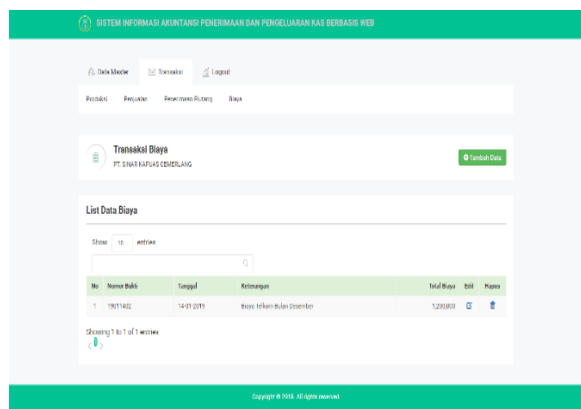 SISTEM INFORMASI AKUNTANSI PENERIMAAN DAN PENGELUARAN KAS BERBASIS WEB
Data Master Transaksi Logout
Produksi Penjualan Penerimaan Piutang Biaya
Transaksi Biaya
PT. SINAR KAPUAS CEMERLANG
Tambah Data
List Data Biaya
Show 10 entries
No Nomor Bukti Tanggal Keterangan Total Biaya Edit Hapus
1 14-01-2019 Biaya Telkom Bulan Desember 1,200,000
Showing 1 to 1 of 1 entries
Copyright © 2018. All rights reserved.